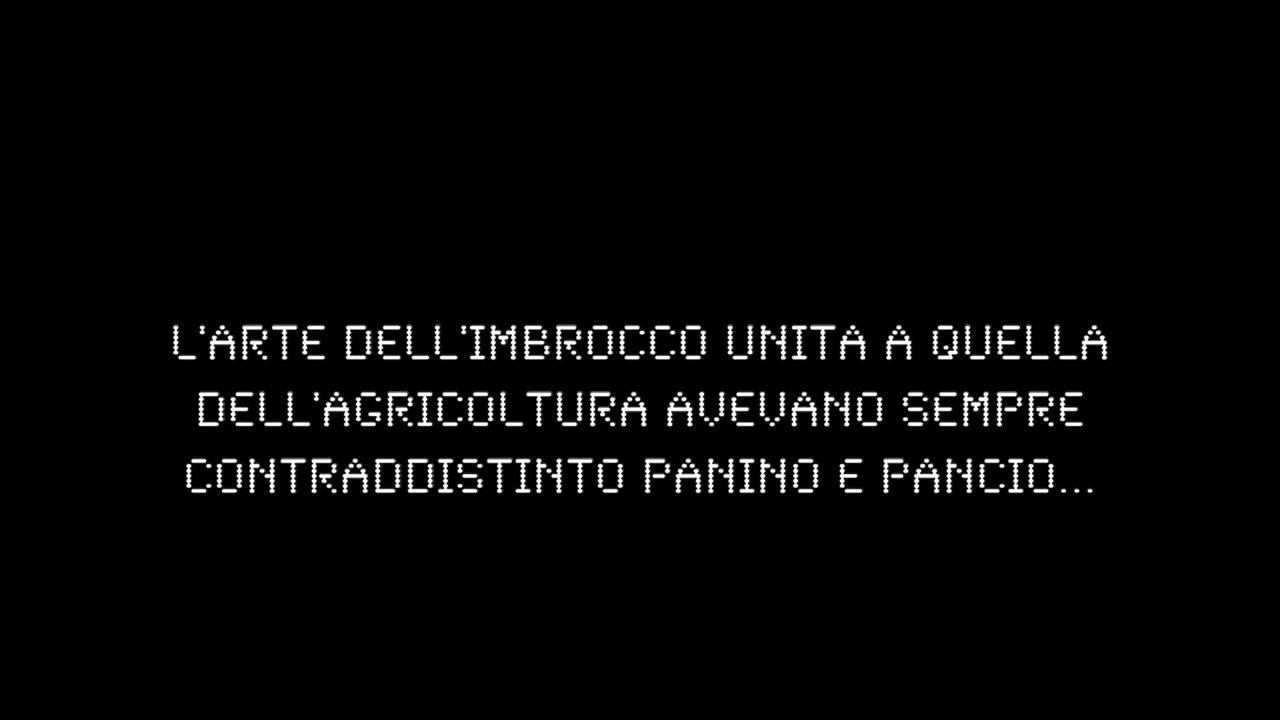 L'ARTE DELL'IMBROCCO UNITA A QUELLA
DELL'AGRICOLTURA AVEVANO SEMPRE
CONTRADDISTINTO PANINO E PANCIO...